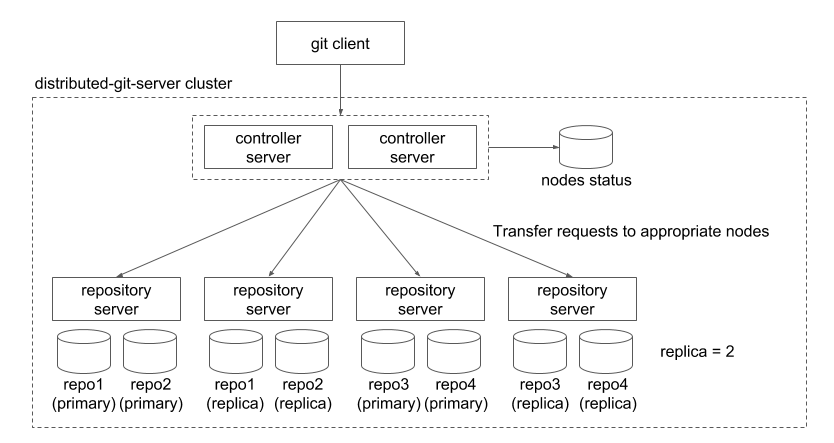 git client
distributed-git-server cluster
controller
server
controller
server
nodes status
Transfer requests to appropriate nodes
repository
server
repository
server
repository
server
repository
server
replica = 2
repo1
(primary)
repo2
(primary)
repo1
(replica)
repo2
(replica)
repo3
(primary)
repo4
(primary)
repo3
(replica)
repo4
(replica)